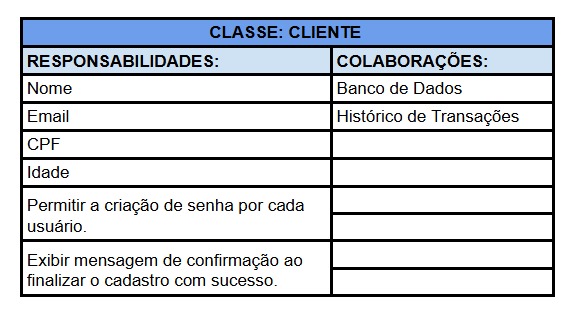 CLASSE: CLIENTE
RESPONSABILIDADES: COLABORAÇÕES:
Nome Banco de Dados
Email Histórico de Transações
CPF
Idade
Permitir a criação de senha por cada
usuário.
Exibir mensagem de confirmação ao
finalizar o cadastro com sucesso.